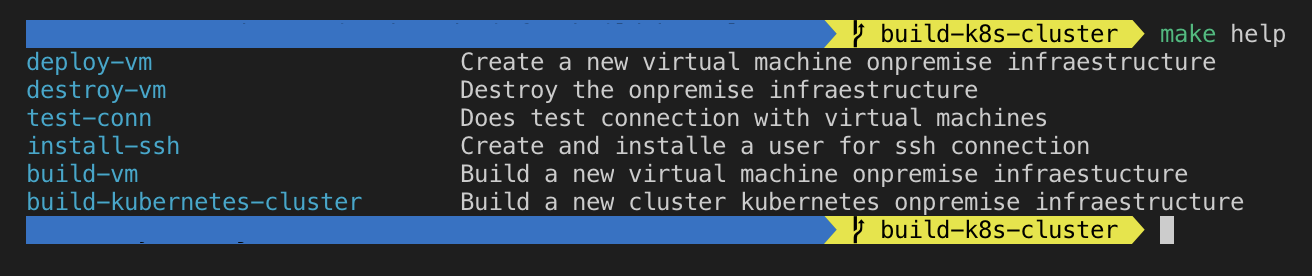 build-k8s-cluster make help
deploy-vm Create a new virtual machine onpremise infraestructure
destroy-vm Destroy the onpremise infraestructure
test-conn Does test connection with virtual machines
install-ssh Create and installe a user for ssh connection
build-vm Build a new virtual machine onpremise infraestucture
build-kubernetes-cluster Build a new cluster kubernetes onpremise infraestructure
build-k8s-cluster